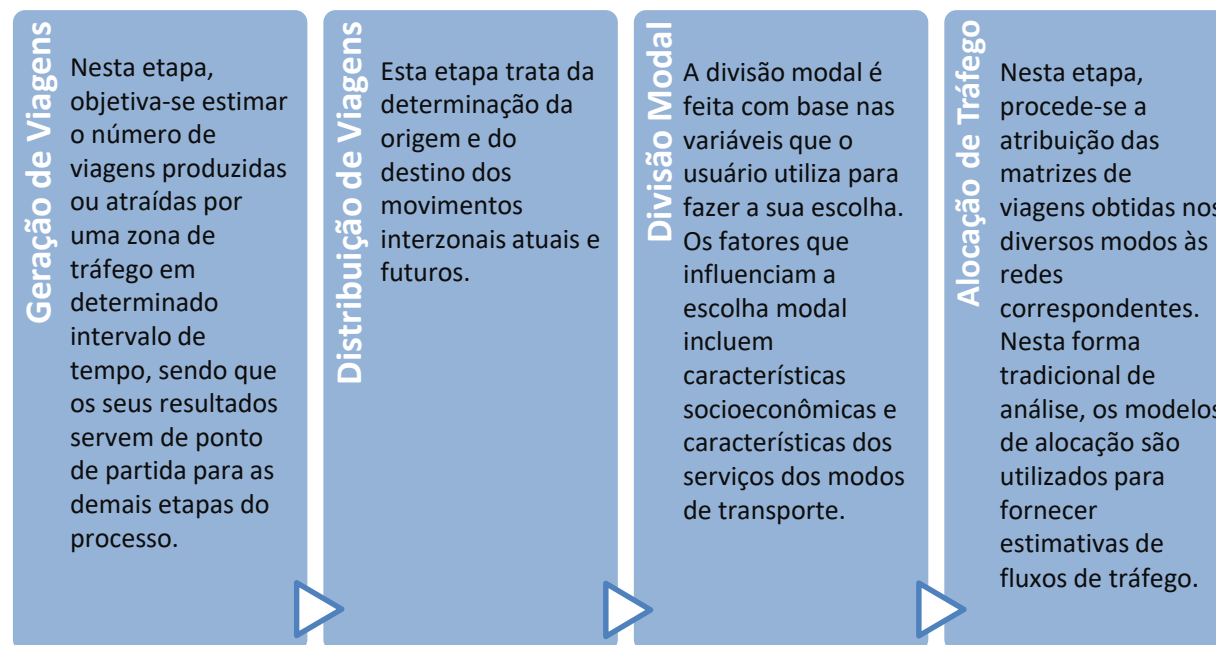 Geração de Viagens
Nesta etapa,
objetiva-se estimar
o número de
viagens produzidas
ou atraídas por
uma zona de
tráfego em
determinado
intervalo de
tempo, sendo que
os seus resultados
servem de ponto
de partida para as
demais etapas do
processo.
Distribuição de Viagens
Esta etapa trata da
determinação da
origem e do
destino dos
movimentos
interzonais atuais e
futuros.
Divisão Modal
A divisão modal é
feita com base nas
variáveis que o
usuário utiliza para
fazer a sua escolha.
Os fatores que
influenciam a
escolha modal
incluem
características
socioeconômicas e
características dos
serviços dos modos
de transporte.
Alocação de Tráfego
Nesta etapa,
procede-se a
atribuição das
matrizes de
viagens obtidas nos
diversos modos às
redes
correspondentes.
Nesta forma
tradicional de
análise, os modelos
de alocação são
utilizados para
fornecer
estimativas de
fluxos de tráfego.